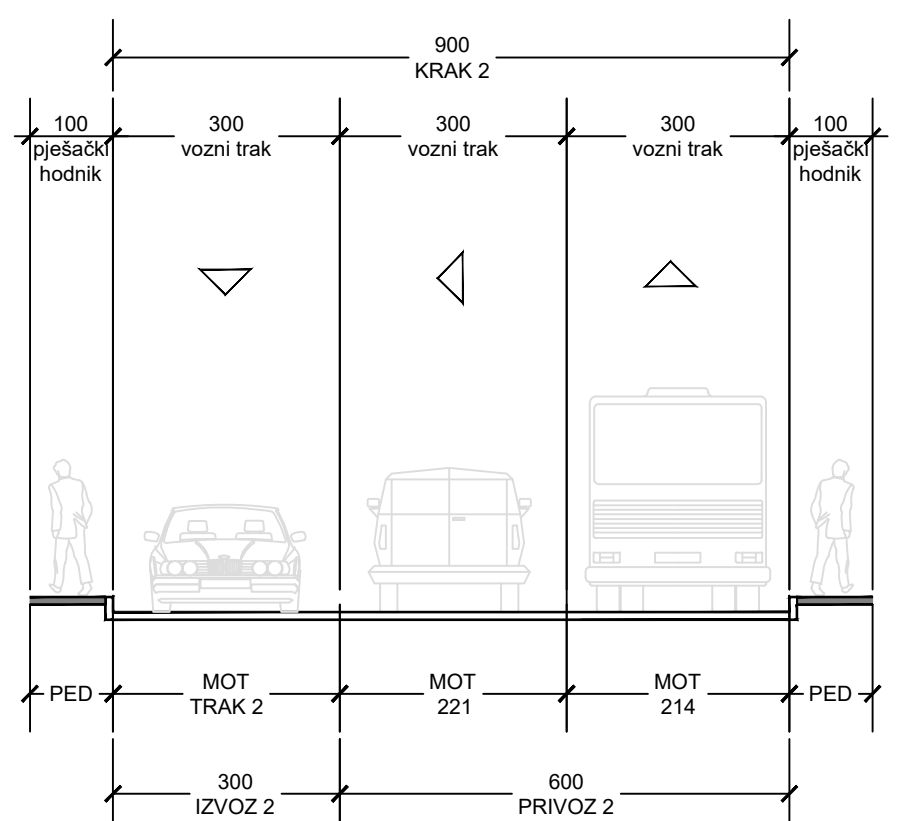 900
KRAK 2
100
pješački
hodnik
300
vozni trak
300
vozni trak
300
vozni trak
100
pješački
hodnik
PED
MOT
TRAK 2
MOT
221
MOT
214
PED
300
IZVOZ 2
600
PRIVOZ 2